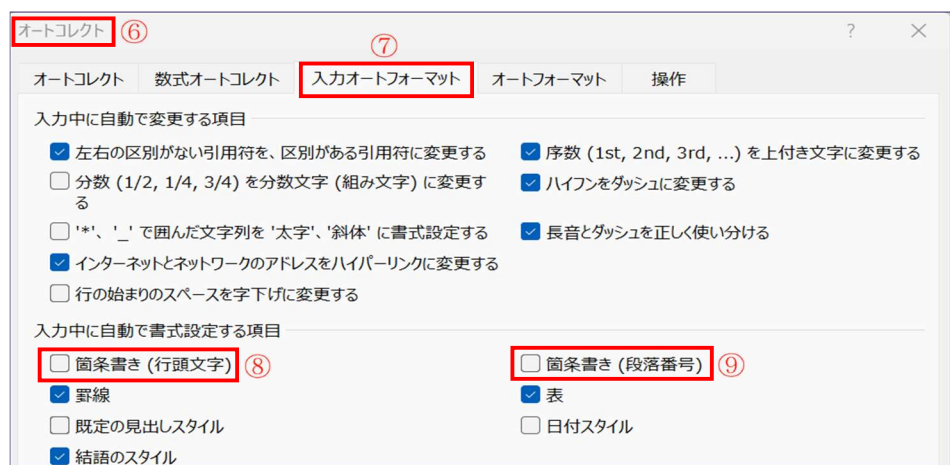 オートコレクト ⑥ ?
⑦
オートコレクト 数式オートコレクト 入力オートフォーマット オートフォーマット 操作
入力中に自動で変更する項目
左右の区別がない引用符を、区別がある引用符に変更する 序数 (1st, 2nd, 3rd, ...) を上付き文字に変更する
分数 (1/2, 1/4, 3/4) を分数文字 (組み文字) に変更す ハイフンをダッシュに変更する
る
'*'、'_' で囲んだ文字列を '太字'、'斜体' に書式設定する 長音とダッシュを正しく使い分ける
インターネットとネットワークのアドレスをハイパーリンクに変更する
行の始まりのスペースを字下げに変更する
入力中に自動で書式設定する項目
箇条書き (行頭文字) ⑧ 箇条書き (段落番号) ⑨
罫線 表
既定の見出しスタイル 日付スタイル
結語のスタイル